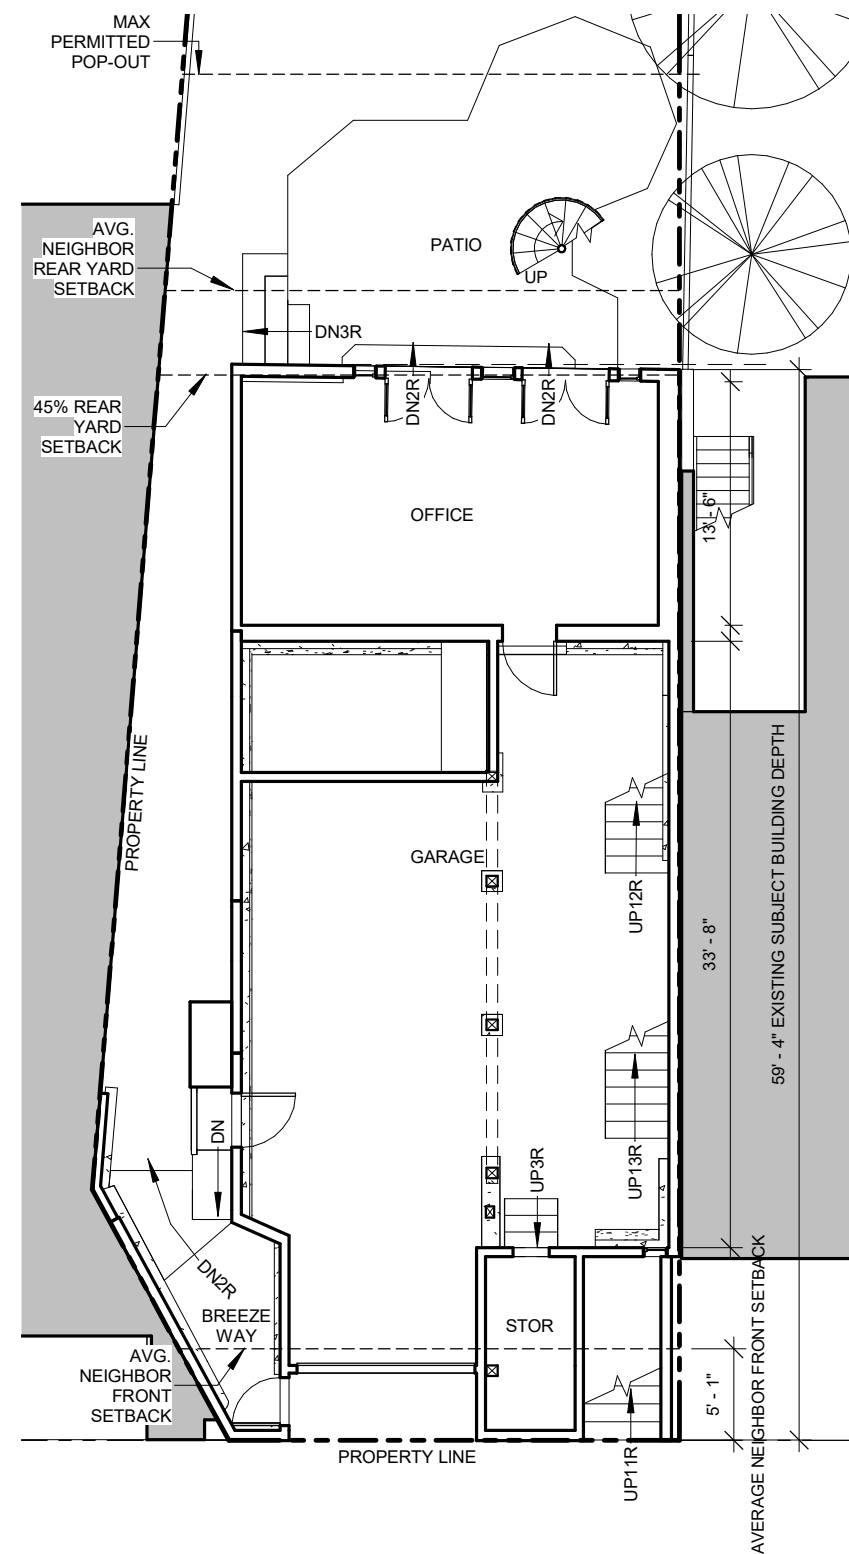 MAX
PERMITTED
POP-OUT
AVG.
NEIGHBOR
REAR YARD
SETBACK
PATIO
UP
DN3R
DN2R
DN2R
45% REAR
YARD
SETBACK
OFFICE
13' - 6"
PROPERTY LINE
GARAGE
UP12R
33' - 8"
59' - 4" EXISTING SUBJECT BUILDING DEPTH
DN
UP3R
UP13R
DN2R
BREEZE
WAY
STOR
AVG.
NEIGHBOR
FRONT
SETBACK
5' - 1"
AVERAGE NEIGHBOR FRONT SETBACK
PROPERTY LINE
UP11R